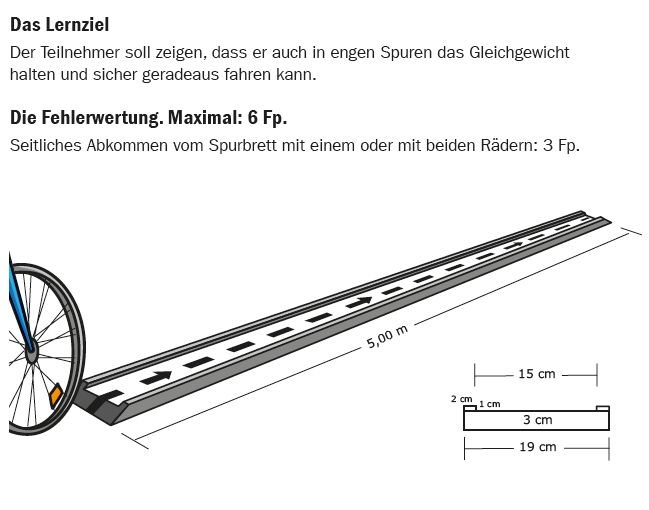 Das Lernziel
Der Teilnehmer soll zeigen, dass er auch in engen Spuren das Gleichgewicht
halten und sicher geradeaus fahren kann.
Die Fehlerwertung. Maximal: 6 Fp.
Seitliches Abkommen vom Spurbrett mit einem oder mit beiden Rädern: 3 Fp.
5,00 m
15 cm
2 cm
1 cm
3 cm
19 cm